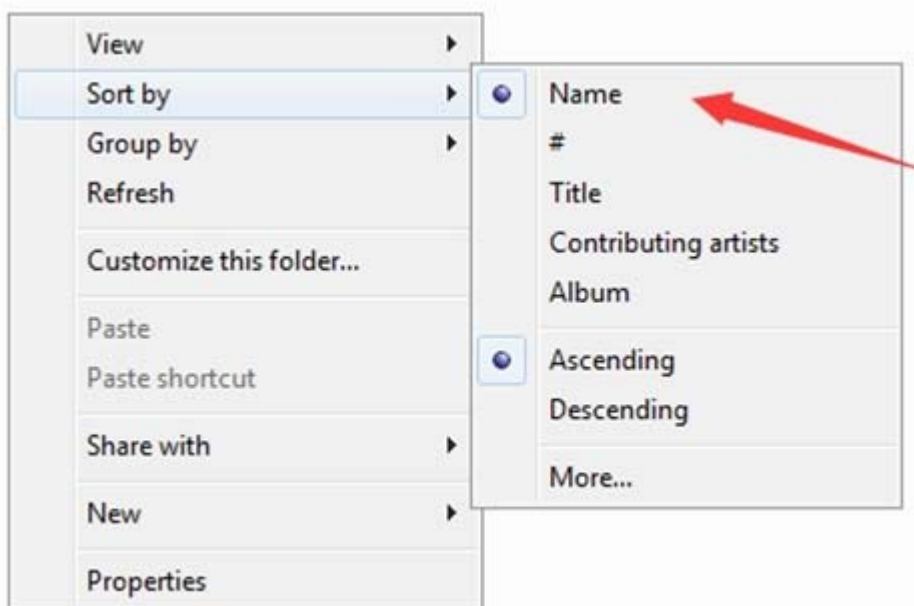 View
Sort by
Group by
Refresh
Customize this folder...
Paste
Paste shortcut
Share with
New
Properties
Name
#
Title
Contributing artists
Album
Ascending
Descending
More...